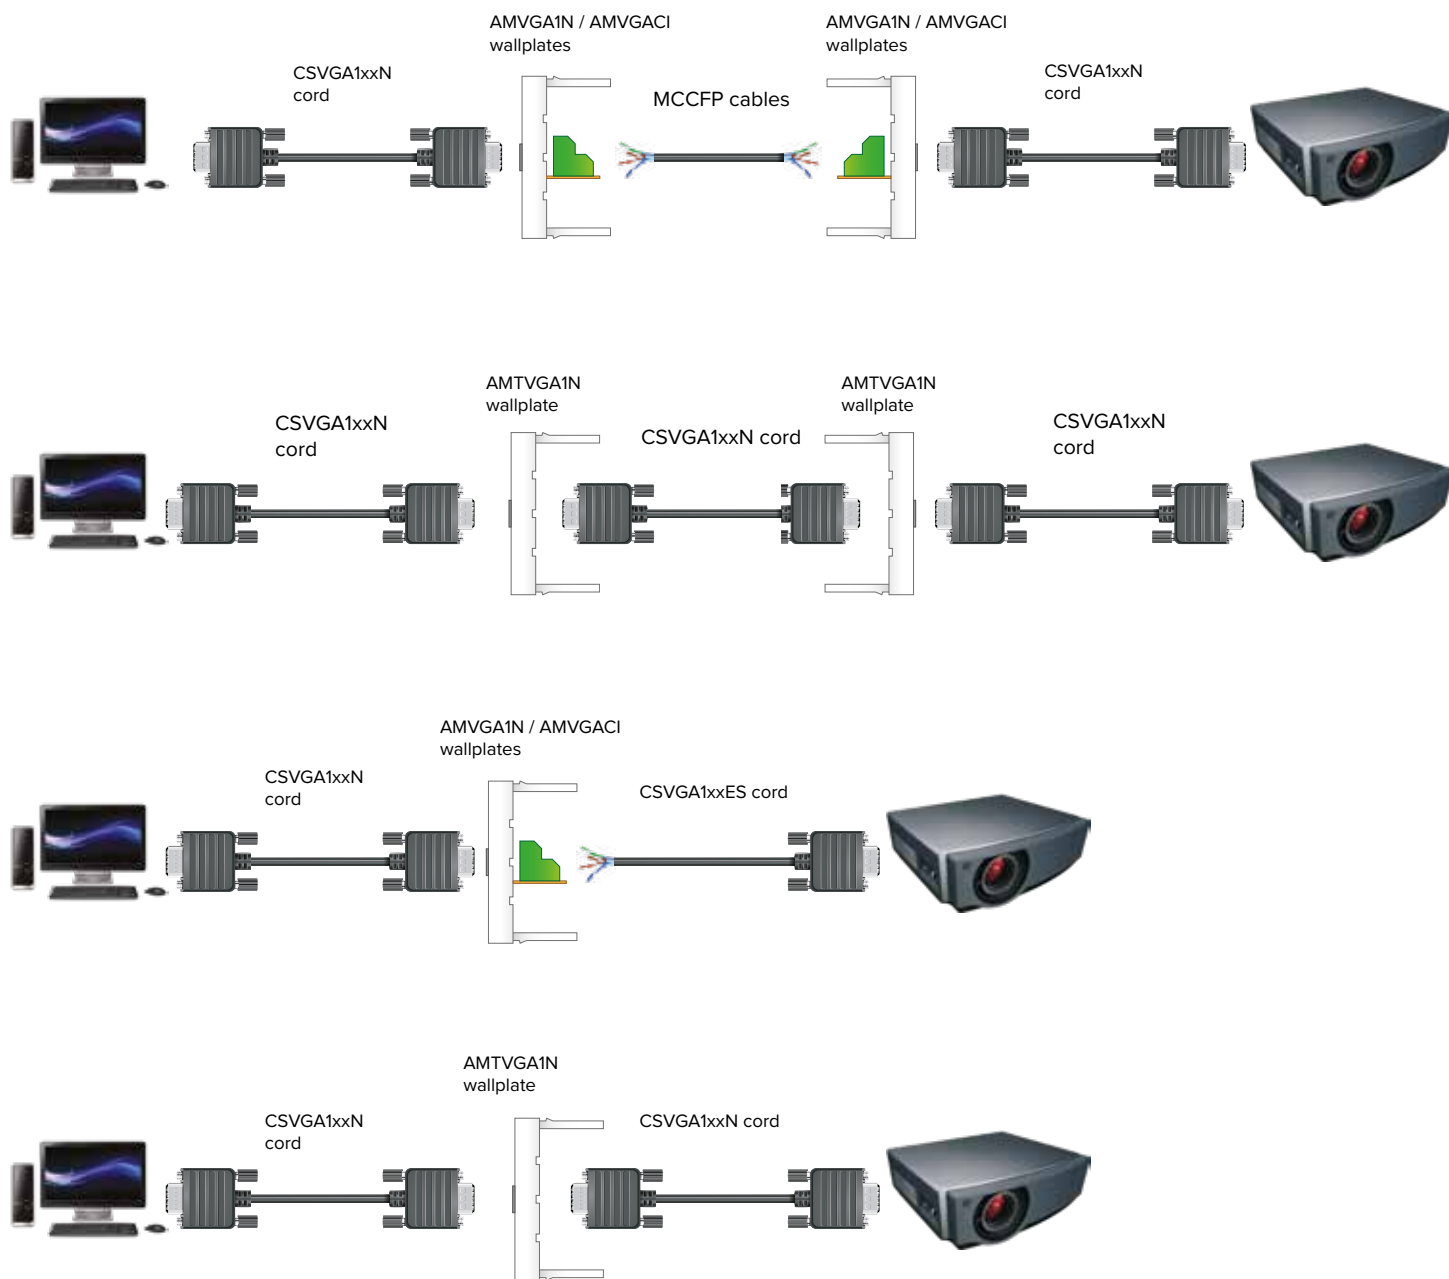 AMVGA1N / AMVGACI
wallplates
AMVGA1N / AMVGACI
wallplates
CSVGA1xxN
cord
MCCFP cables
CSVGA1xxN
cord
AMTVGA1N
wallplate
AMTVGA1N
wallplate
CSVGA1xxN
cord
CSVGA1xxN cord
CSVGA1xxN
cord
AMVGA1N / AMVGACI
wallplates
CSVGA1xxN
cord
CSVGA1xxES cord
AMTVGA1N
wallplate
CSVGA1xxN
cord
CSVGA1xxN cord